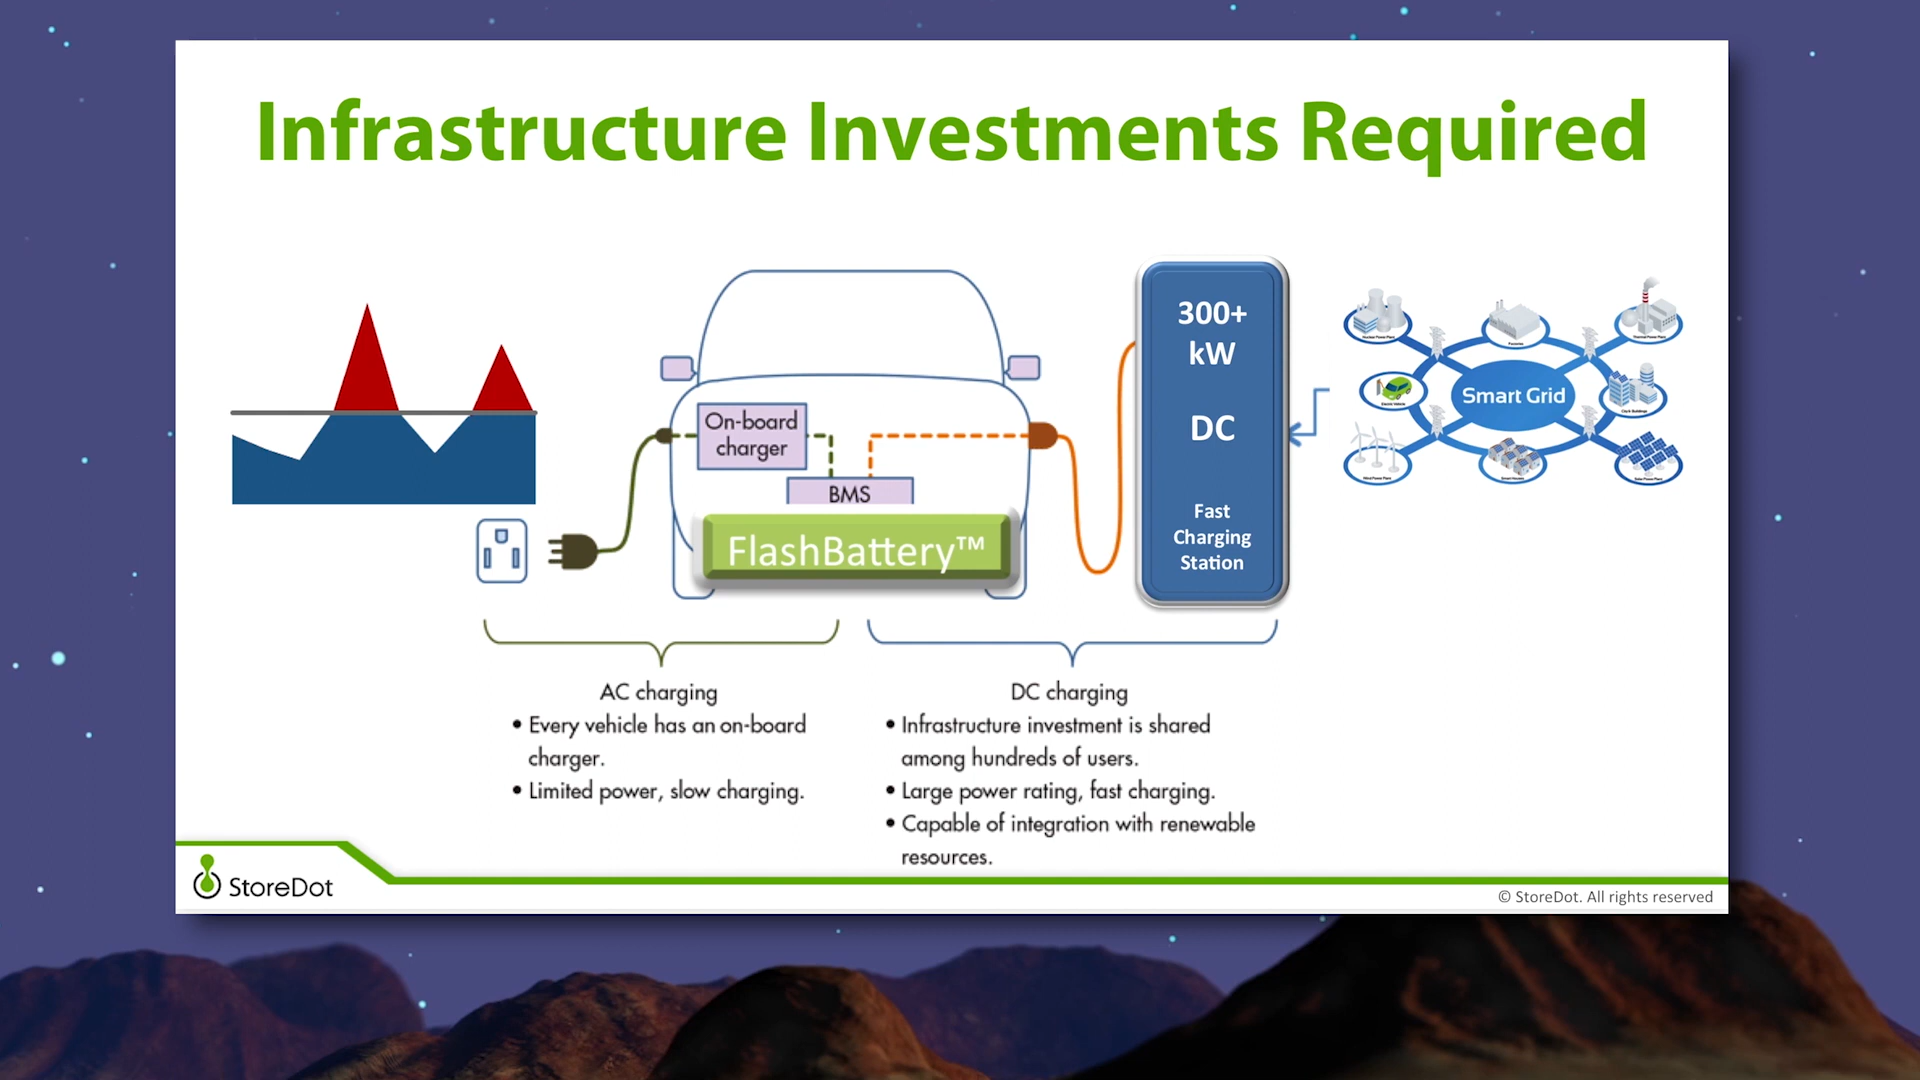 Infrastructure Investments Required
300+
kW
DC
Fast
Charging
Station
Smart Grid
On-board
charger
BMS
FlashBattery™
AC charging
• Every vehicle has an on-board
charger.
• Limited power, slow charging.
DC charging
• Infrastructure investment is shared
among hundreds of users.
• Large power rating, fast charging.
• Capable of integration with renewable
resources.
StoreDot
© StoreDot. All rights reserved